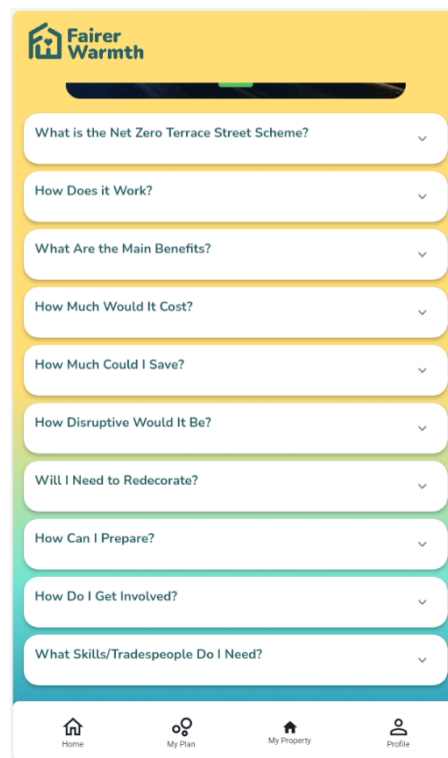 Fairer
Warmth
What is the Net Zero Terrace Street Scheme?
How Does it Work?
What Are the Main Benefits?
How Much Would It Cost?
How Much Could I Save?
How Disruptive Would It Be?
Will I Need to Redecorate?
How Can I Prepare?
How Do I Get Involved?
What Skills/Tradespeople Do I Need?
Home
My Plan
My Property
Profile